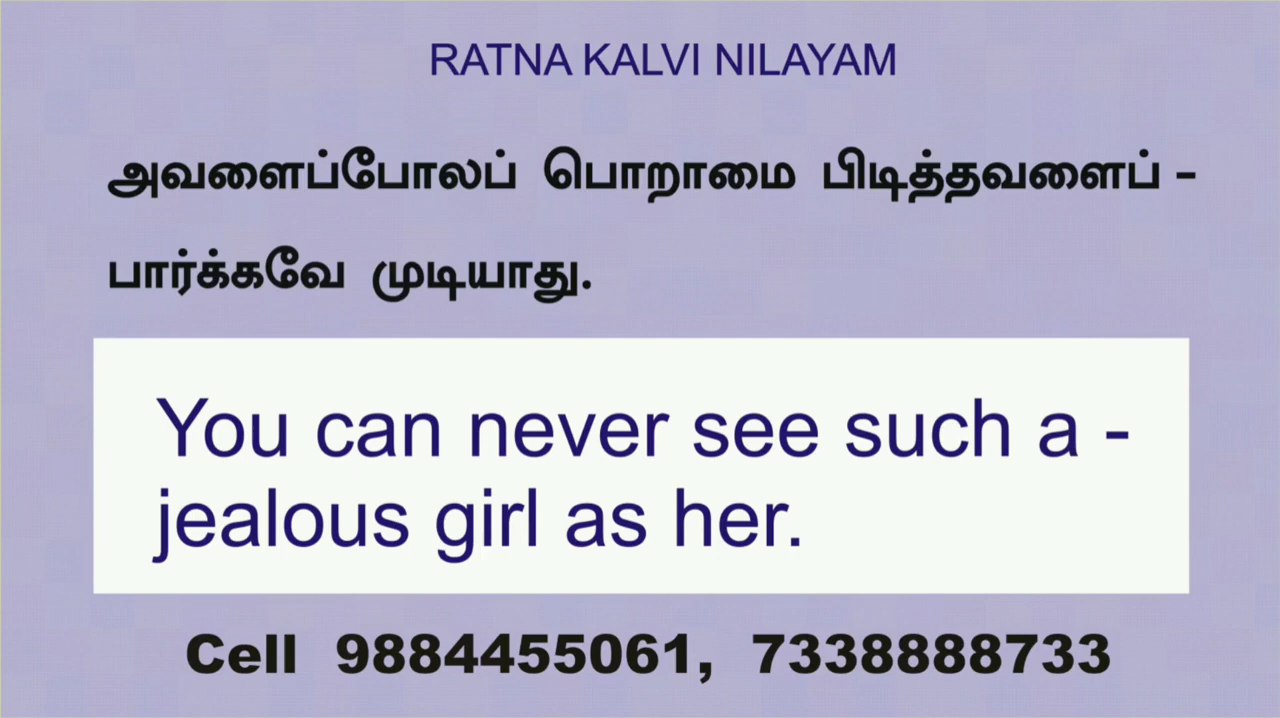 RATNA KALVI NILAYAM
அவளைப்போலப் பொறாமை பிடித்தவளைப் -
பார்க்கவே முடியாது.
You can never see such a -
jealous girl as her.
Cell 9884455061, 7338888733